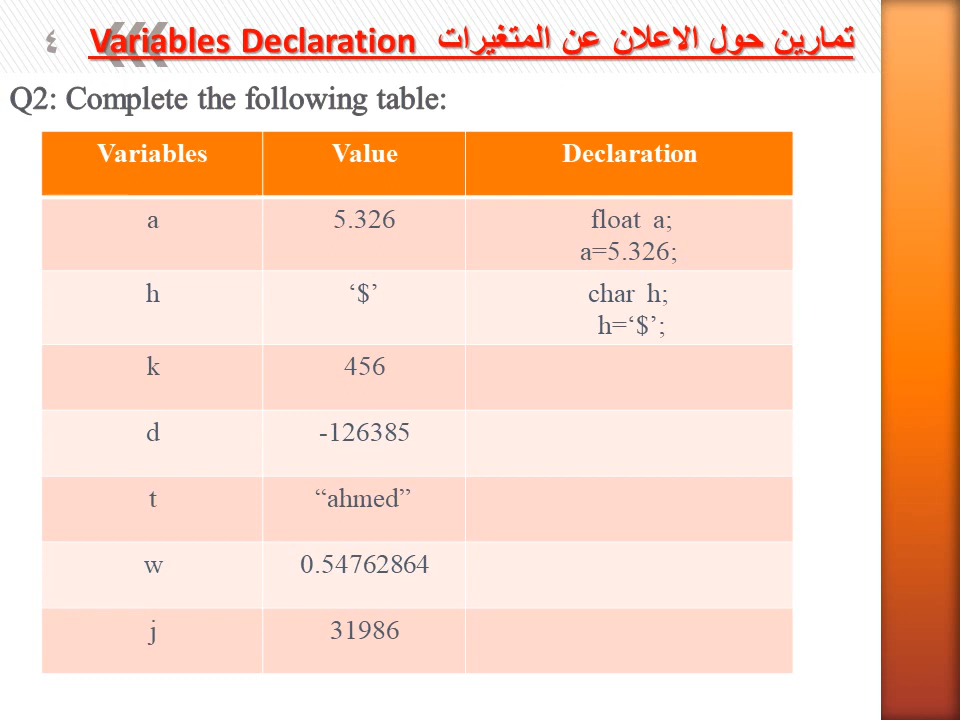 ٤
Variables Declaration تمارين حول الاعلان عن المتغيرات
Q2: Complete the following table:
Variables Value Declaration
a 5.326 float a;
a=5.326;
h ‘$’ char h;
h=‘$’;
k 456
d -126385
t “ahmed”
w 0.54762864
j 31986